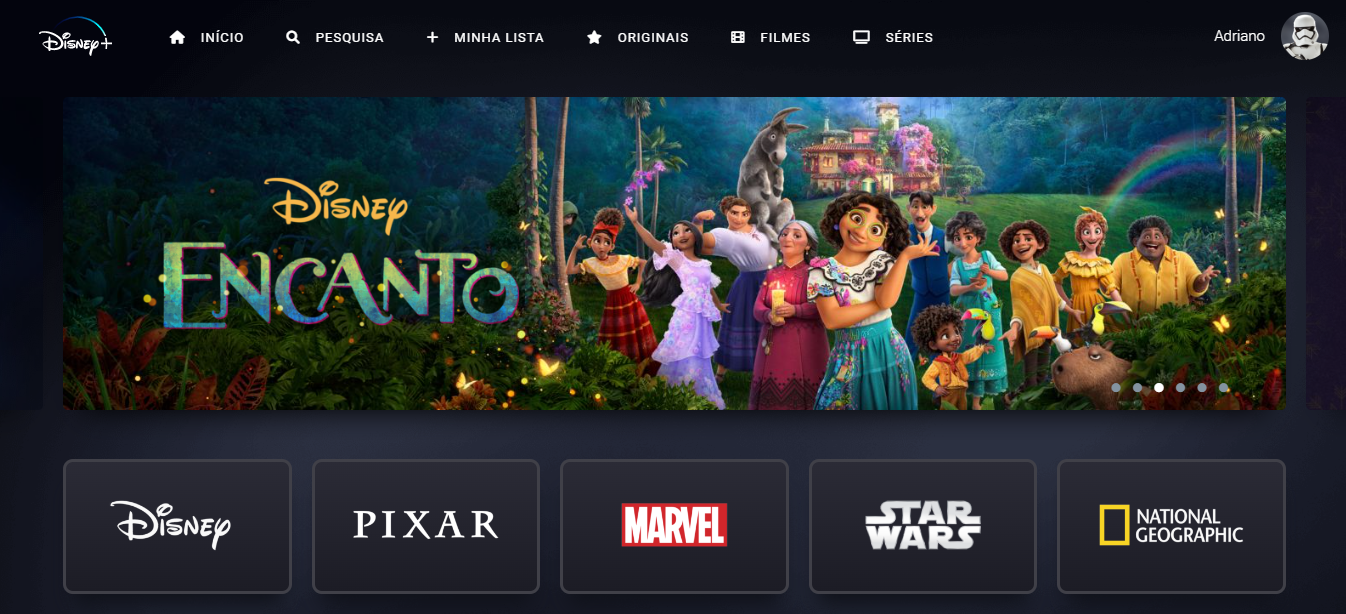 Disney+
INÍCIO
PESQUISA
MINHA LISTA
ORIGINAIS
FILMES
SÉRIES
Adriano
Disney
ENCANTO
Disney
PIXAR
MARVEL
STAR
WARS
NATIONAL
GEOGRAPHIC